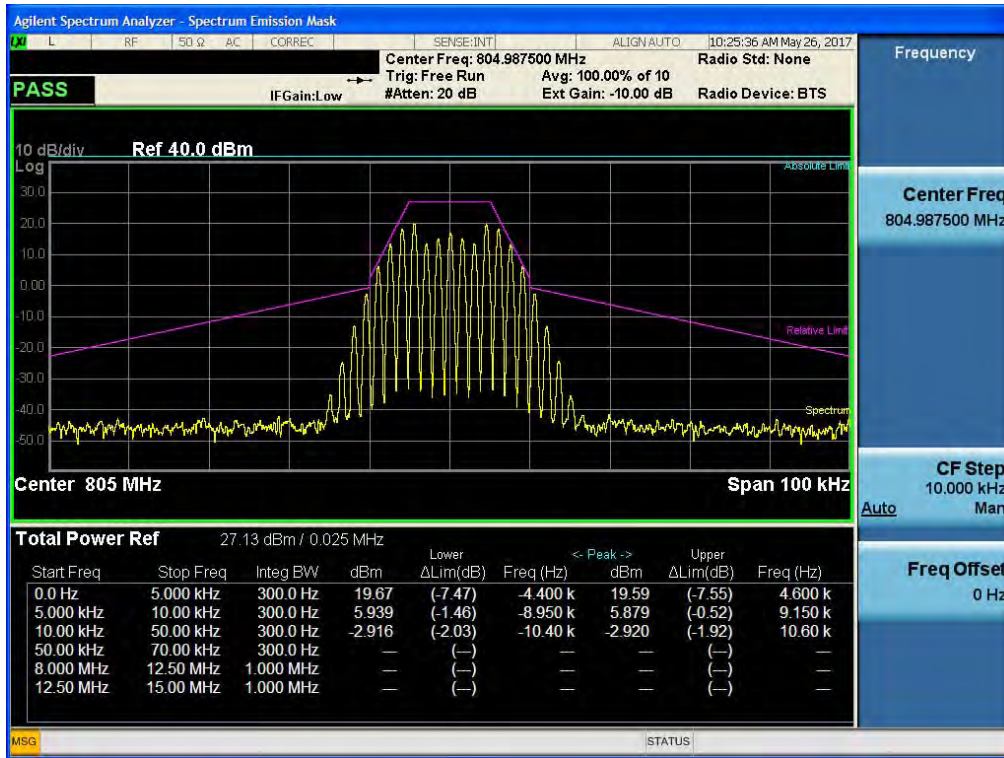 Agilent Spectrum Analyzer - Spectrum Emission Mask
LXI L RF 50 Ω AC CORREC SENSE:INT ALIGN AUTO 10:25:36 AM May 26, 2017
Center Freq: 804.987500 MHz Radio Std: None
Trig: Free Run Avg: 100.00% of 10
PASS IFGain:Low #Atten: 20 dB Ext Gain: -10.00 dB Radio Device: BTS
10 dB/div Ref 40.0 dBm
Log Absolute Limit
30.0
20.0
10.0
0.00
-10.0
Relative Limit
-20.0
-30.0
-40.0 Spectrum
-50.0
Center 805 MHz Span 100 kHz
Total Power Ref 27.13 dBm / 0.025 MHz
Lower <- Peak -> Upper
Start Freq Stop Freq Integ BW dBm ΔLim(dB) Freq (Hz) dBm ΔLim(dB) Freq (Hz)
0.0 Hz 5.000 kHz 300.0 Hz 19.67 (-7.47) -4.400 k 19.59 (-7.55) 4.600 k
5.000 kHz 10.00 kHz 300.0 Hz 5.939 (-1.46) -8.950 k 5.879 (-0.52) 9.150 k
10.00 kHz 50.00 kHz 300.0 Hz -2.916 (-2.03) -10.40 k -2.920 (-1.92) 10.60 k
50.00 kHz 70.00 kHz 300.0 Hz --- (---) --- --- (---) ---
8.000 MHz 12.50 MHz 1.000 MHz --- (---) --- --- (---) ---
12.50 MHz 15.00 MHz 1.000 MHz --- (---) --- --- (---) ---
MSG STATUS
Frequency
Center Freq
804.987500 MHz
CF Step
10.000 kHz
Auto Man
Freq Offset
0 Hz